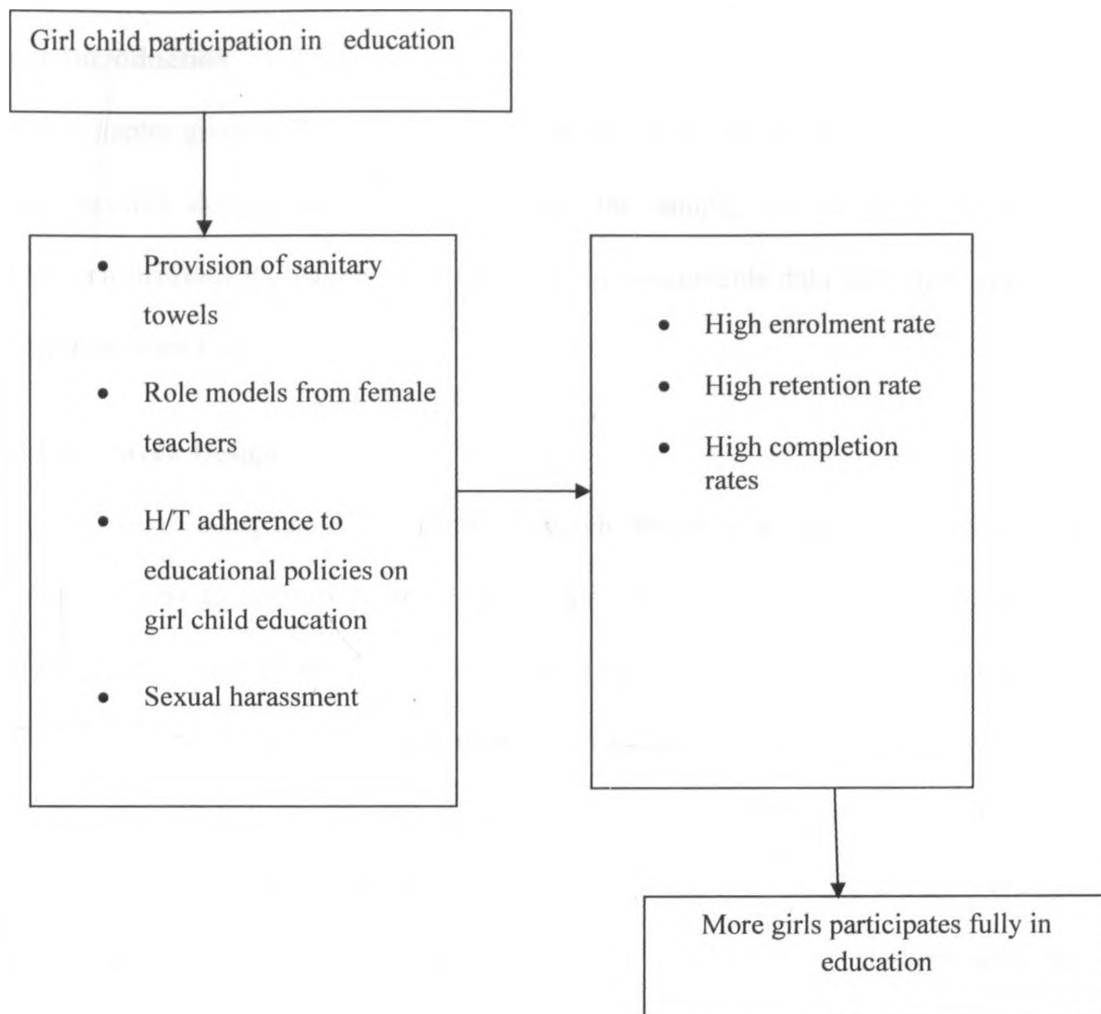 Girl child participation in education
• Provision of sanitary
towels
• Role models from female
teachers
• H/T adherence to
educational policies on
girl child education
• Sexual harassment
• High enrolment rate
• High retention rate
• High completion
rates
More girls participates fully in
education